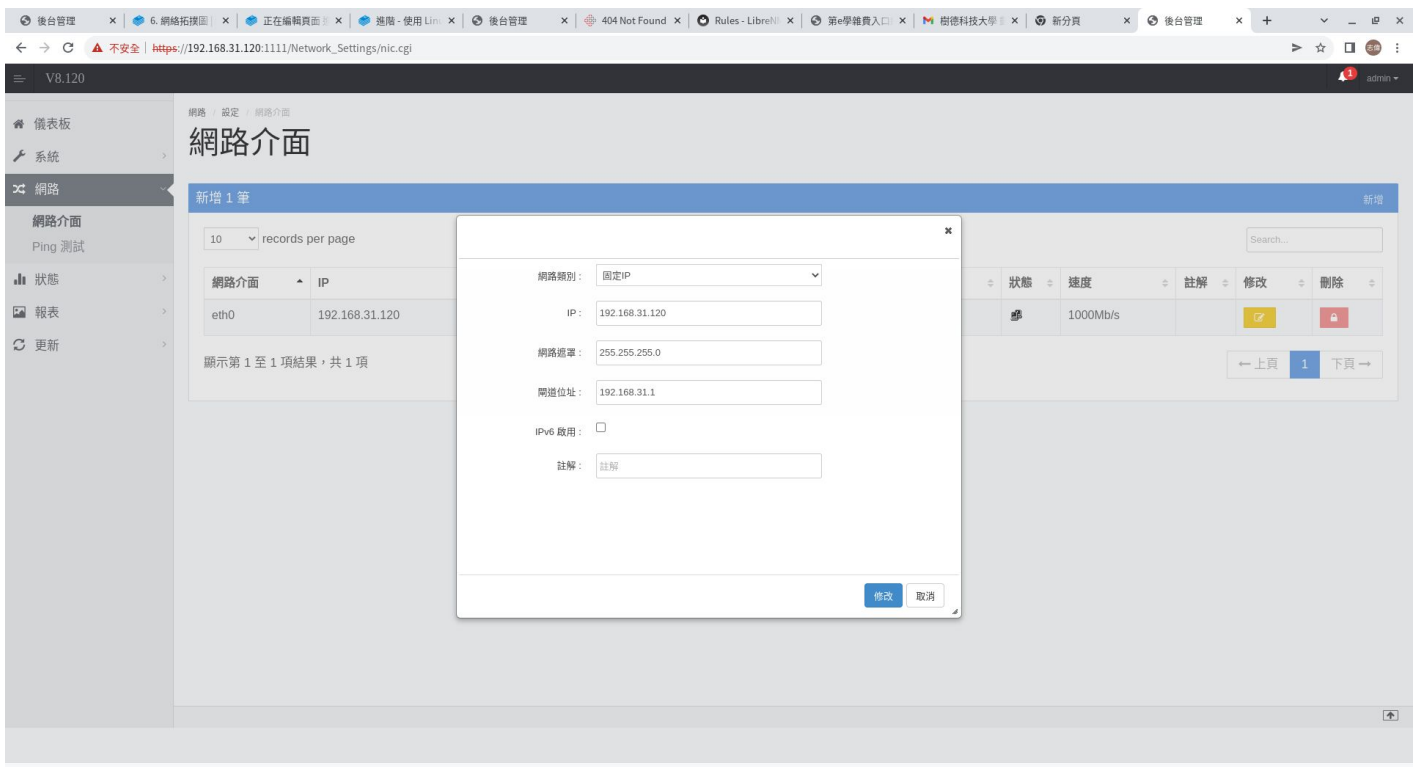 後台管理
6. 網絡拓撲圖
正在編輯頁面
進階 - 使用 Lin
後台管理
404 Not Found
Rules - LibreN
第e學雜費入口
樹德科技大學
新分頁
後台管理
不安全 https://192.168.31.120:1111/Network_Settings/nic.cgi
V8.120
1
admin
儀表板
系統
網路
網路介面
Ping 測試
狀態
報表
更新
網路 / 設定 / 網路介面
網路介面
新增 1 筆 新增
10 records per page
Search...
網路介面 IP 狀態 速度 註解 修改 刪除
eth0 192.168.31.120 1000Mb/s
顯示第 1 至 1 項結果，共 1 項
←上頁 1 下頁→
網路類別： 固定IP
IP： 192.168.31.120
網路遮罩： 255.255.255.0
閘道位址： 192.168.31.1
IPv6 啟用：
註解： 註解
修改 取消